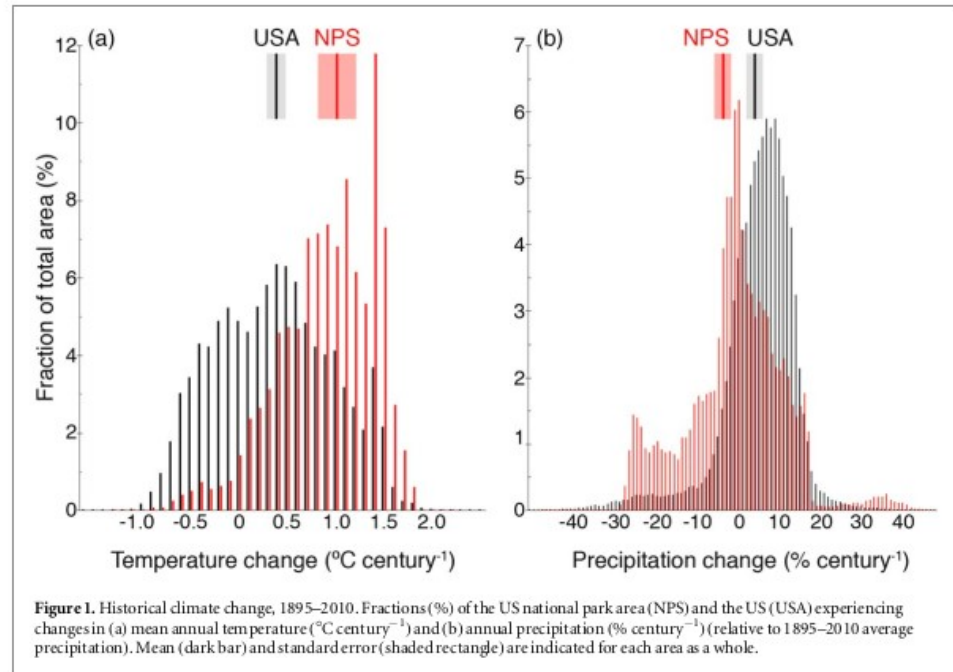 (a)
USA
NPS
12
10
8
6
4
2
0
Fraction of total area (%)
-1.0 -0.5 0 0.5 1.0 1.5 2.0
Temperature change (ºC century-1)
(b)
NPS
USA
7
6
5
4
3
2
1
0
-40 -30 -20 -10 0 10 20 30 40
Precipitation change (% century-1)
Figure 1. Historical climate change, 1895–2010. Fractions (%) of the US national park area (NPS) and the US (USA) experiencing
changes in (a) mean annual temperature (°C century−1) and (b) annual precipitation (% century−1) (relative to 1895–2010 average
precipitation). Mean (dark bar) and standard error (shaded rectangle) are indicated for each area as a whole.